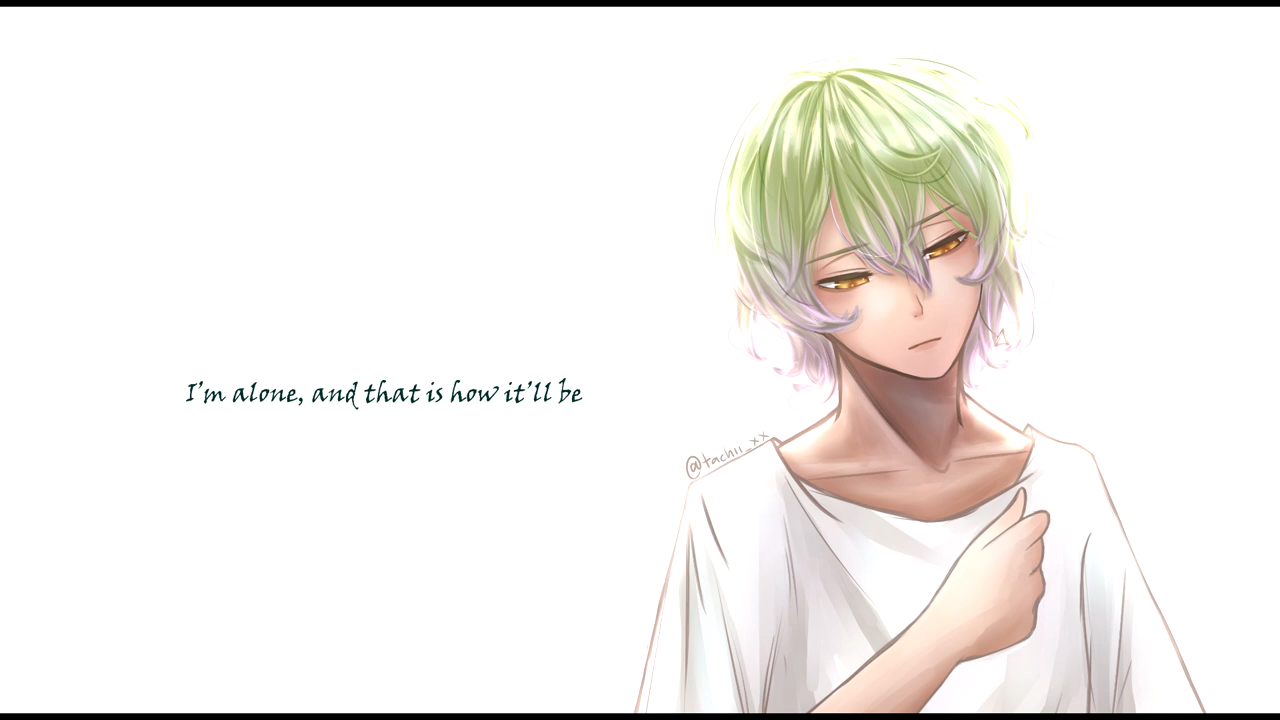 I'm alone, and that is how it'll be
@tachii_xx